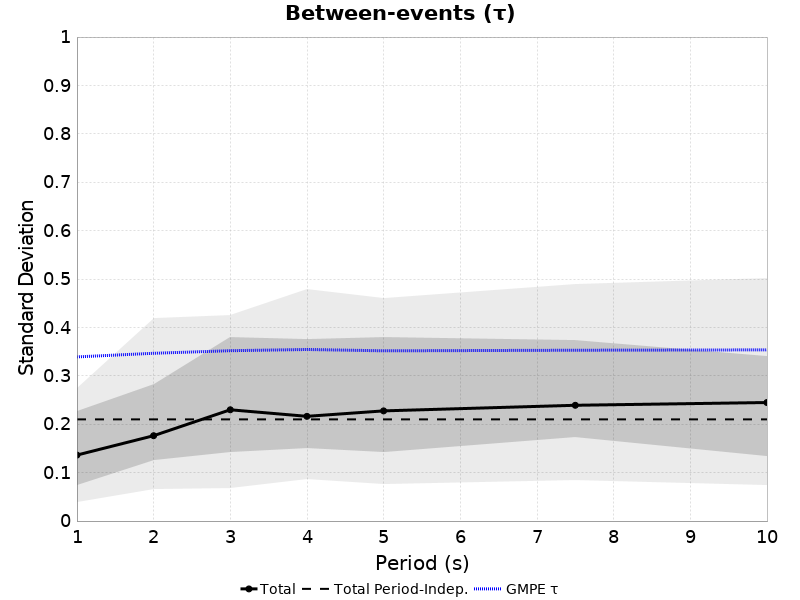 Between-events (τ)
1
0.9
0.8
0.7
0.6
0.5
0.4
0.3
0.2
0.1
0
Standard Deviation
1 2 3 4 5 6 7 8 9 10
Period (s)
Total Total Period-Indep. GMPE τ